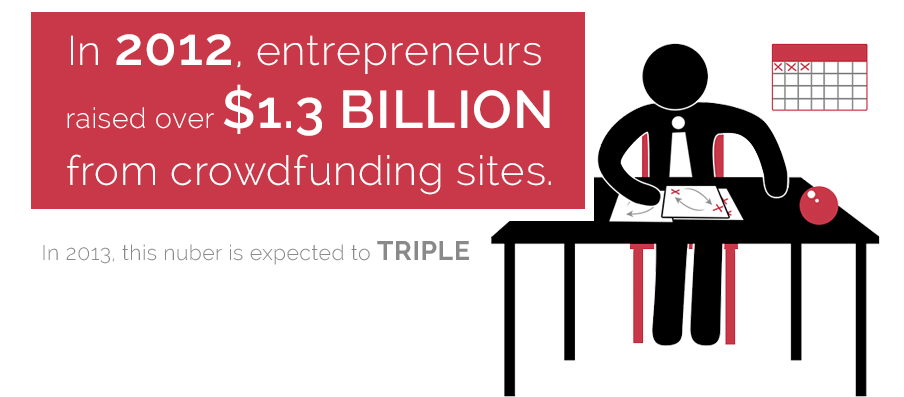 In 2012, entrepreneurs
raised over $1.3 BILLION
from crowdfunding sites.
In 2013, this nuber is expected to TRIPLE